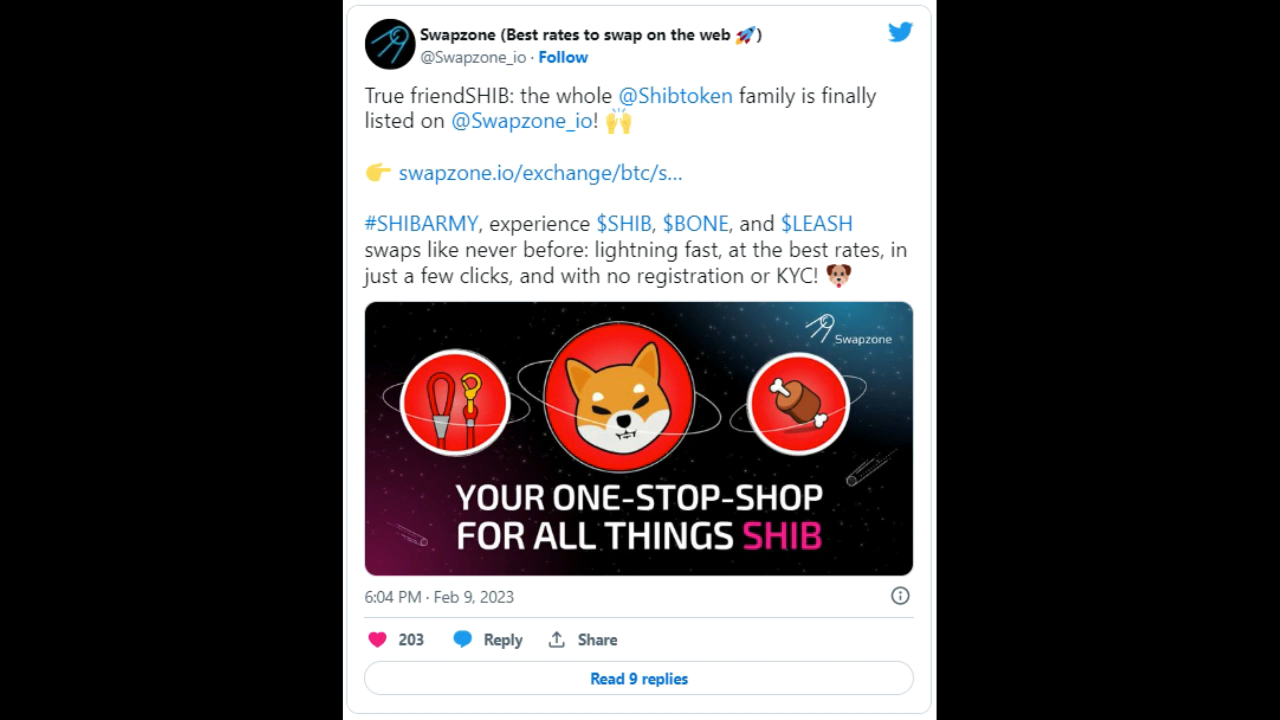 Swapzone (Best rates to swap on the web 🚀)
@Swapzone_io · Follow
True friendSHIB: the whole @Shibtoken family is finally
listed on @Swapzone_io! 🙌
👉 swapzone.io/exchange/btc/s...
#SHIBARMY, experience $SHIB, $BONE, and $LEASH
swaps like never before: lightning fast, at the best rates, in
just a few clicks, and with no registration or KYC! 🐶
Swapzone
YOUR ONE-STOP-SHOP
FOR ALL THINGS SHIB
6:04 PM · Feb 9, 2023
203 Reply Share
Read 9 replies